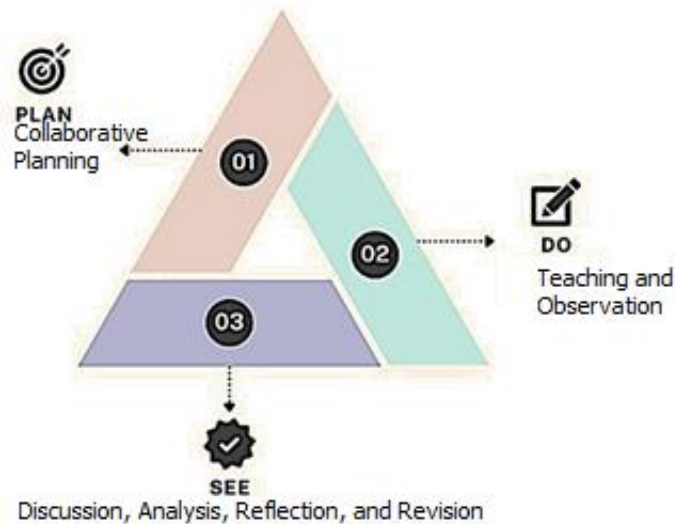 PLAN
Collaborative
Planning
01
02
DO
Teaching and
Observation
03
SEE
Discussion, Analysis, Reflection, and Revision